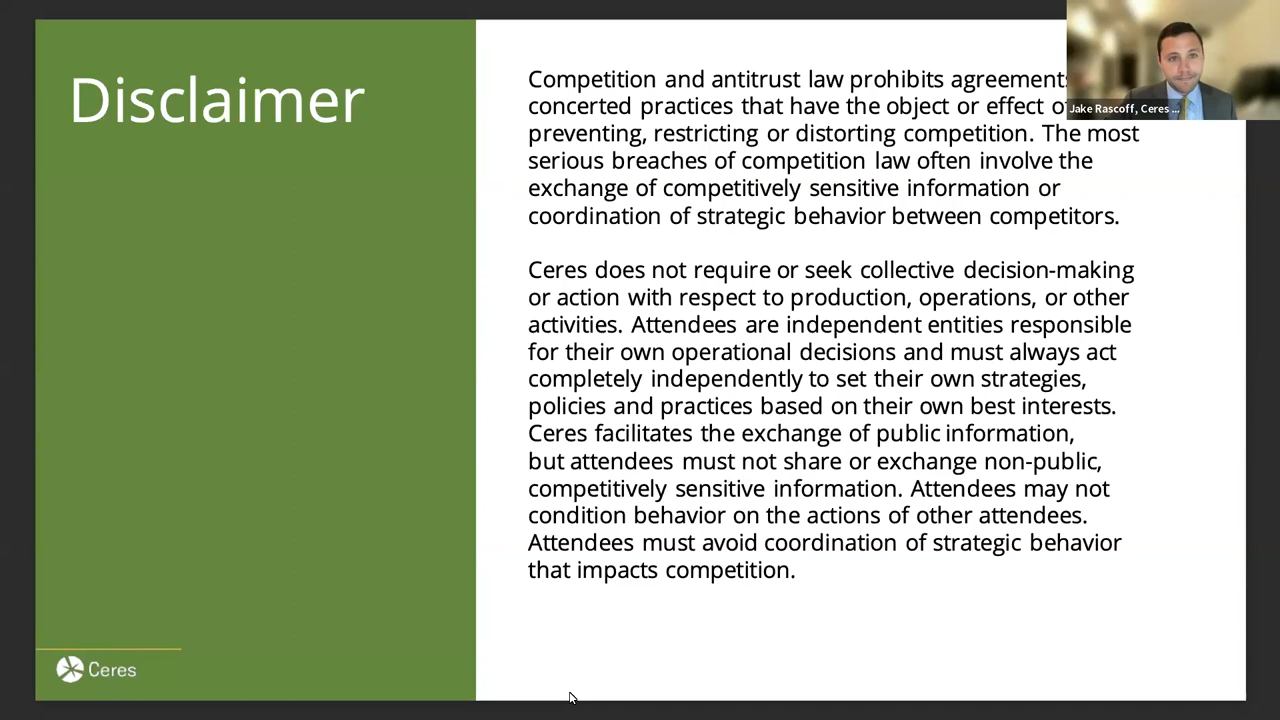 Disclaimer
Competition and antitrust law prohibits agreements
concerted practices that have the object or effect
preventing, restricting or distorting competition. The most
serious breaches of competition law often involve the
exchange of competitively sensitive information or
coordination of strategic behavior between competitors.
Ceres does not require or seek collective decision-making
or action with respect to production, operations, or other
activities. Attendees are independent entities responsible
for their own operational decisions and must always act
completely independently to set their own strategies,
policies and practices based on their own best interests.
Ceres facilitates the exchange of public information,
but attendees must not share or exchange non-public,
competitively sensitive information. Attendees may not
condition behavior on the actions of other attendees.
Attendees must avoid coordination of strategic behavior
that impacts competition.
Jake Rascoff, Ceres ...
Ceres